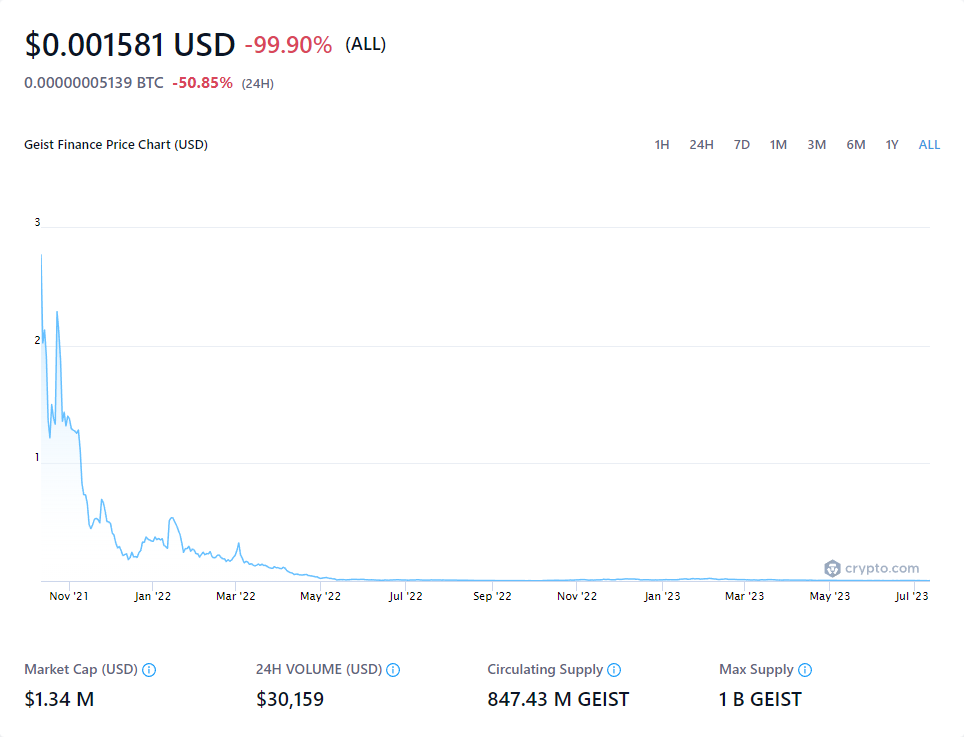 $0.001581 USD -99.90% (ALL)
0.00000005139 BTC -50.85% (24H)
Geist Finance Price Chart (USD) 1H 24H 7D 1M 3M 6M 1Y ALL
3
2
1
crypto.com
Nov '21 Jan '22 Mar '22 May '22 Jul '22 Sep '22 Nov '22 Jan '23 Mar '23 May '23 Jul '23
Market Cap (USD) 24H VOLUME (USD) Circulating Supply Max Supply
$1.34 M $30,159 847.43 M GEIST 1 B GEIST